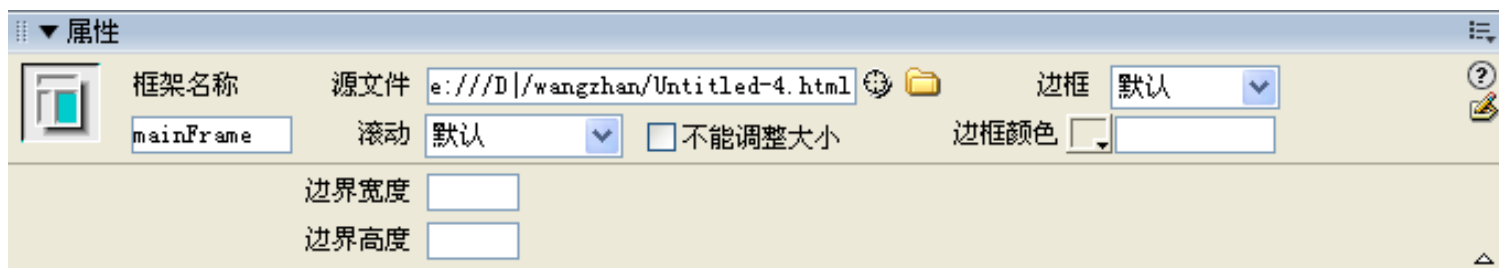 属性
框架名称 源文件 e:///D|/wangzhan/Untitled-4.html 边框 默认
mainFrame 滚动 默认 不能调整大小 边框颜色
边界宽度
边界高度